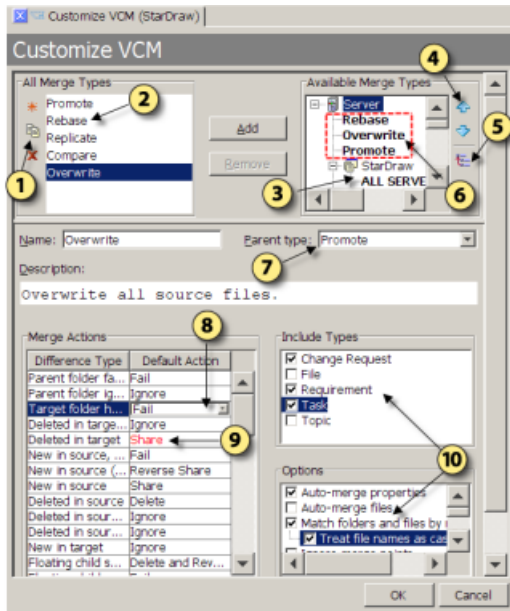 Customize VCM (StarDraw)
Customize VCM
All Merge Types
Promote
Rebase
Replicate
Compare
Overwrite
Add
Remove
Available Merge Types
Server
Rebase
Overwrite
Promote
StarDraw
ALL SERVE
1
2
3
4
5
6
Name: Overwrite
Parent type: Promote
7
Description:
Overwrite all source files.
8
Merge Actions
Difference Type Default Action
Parent folder fa... Fail
Parent folder ig... Ignore
Target folder h... Fail
Deleted in targe... Ignore
Deleted in target Share
New in source, ... Fail
New in source (... Reverse Share
New in source Share
Deleted in source Delete
Deleted in sour... Ignore
Deleted in sour... Ignore
New in target Ignore
Floating child s... Delete and Rev...
9
Include Types
Change Request
File
Requirement
Task
Topic
10
Options
Auto-merge properties
Auto-merge files
Match folders and files by
Treat file names as cas
OK Cancel